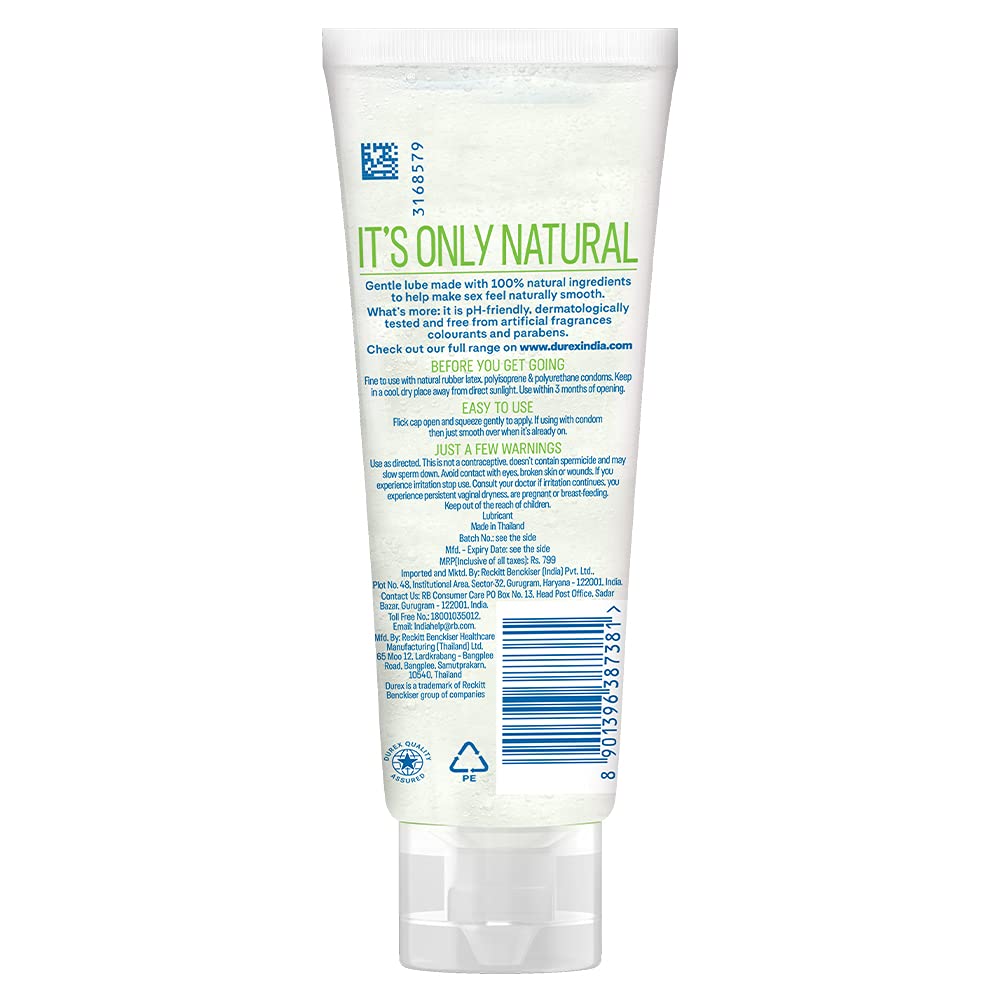 3168579
IT'S ONLY NATURAL
Gentle lube made with 100% natural ingredients
to help make sex feel naturally smooth.
What's more: it is pH-friendly, dermatologically
tested and free from artificial fragrances
colourants and parabens.
Check out our full range on www.durexindia.com
BEFORE YOU GET GOING
Fine to use with natural rubber latex, polyisoprene & polyurethane condoms. Keep
in a cool, dry place away from direct sunlight. Use within 3 months of opening.
EASY TO USE
Flick cap open and squeeze gently to apply. If using with condom
then just smooth over when it's already on.
JUST A FEW WARNINGS
Use as directed. This is not a contraceptive, doesn't contain spermicide and may
slow sperm down. Avoid contact with eyes, broken skin or wounds. If you
experience irritation stop use. Consult your doctor if irritation continues, you
experience persistent vaginal dryness, are pregnant or breast-feeding.
Keep out of the reach of children.
Lubricant
Made in Thailand
Batch No.: see the side
Mfd. - Expiry Date: see the side
MRP(Inclusive of all taxes): Rs. 799
Imported and Mktd. By: Reckitt Benckiser (India) Pvt. Ltd.,
Plot No. 48, Institutional Area, Sector-32, Gurugram, Haryana - 122001, India.
Contact Us: RB Consumer Care PO Box No. 13, Head Post Office, Sadar
Bazar, Gurugram - 122001, India.
Toll Free No.: 18001035012,
Email: Indiahelp@rb.com.
Mfd. By: Reckitt Benckiser Healthcare
Manufacturing (Thailand) Ltd.
65 Moo 12, Lardkrabang - Bangplee
Road, Bangplee, Samutprakarn,
10540, Thailand
Durex is a trademark of Reckitt
Benckiser group of companies
DUREX QUALITY
ASSURED
PE
8 901396 387381 >